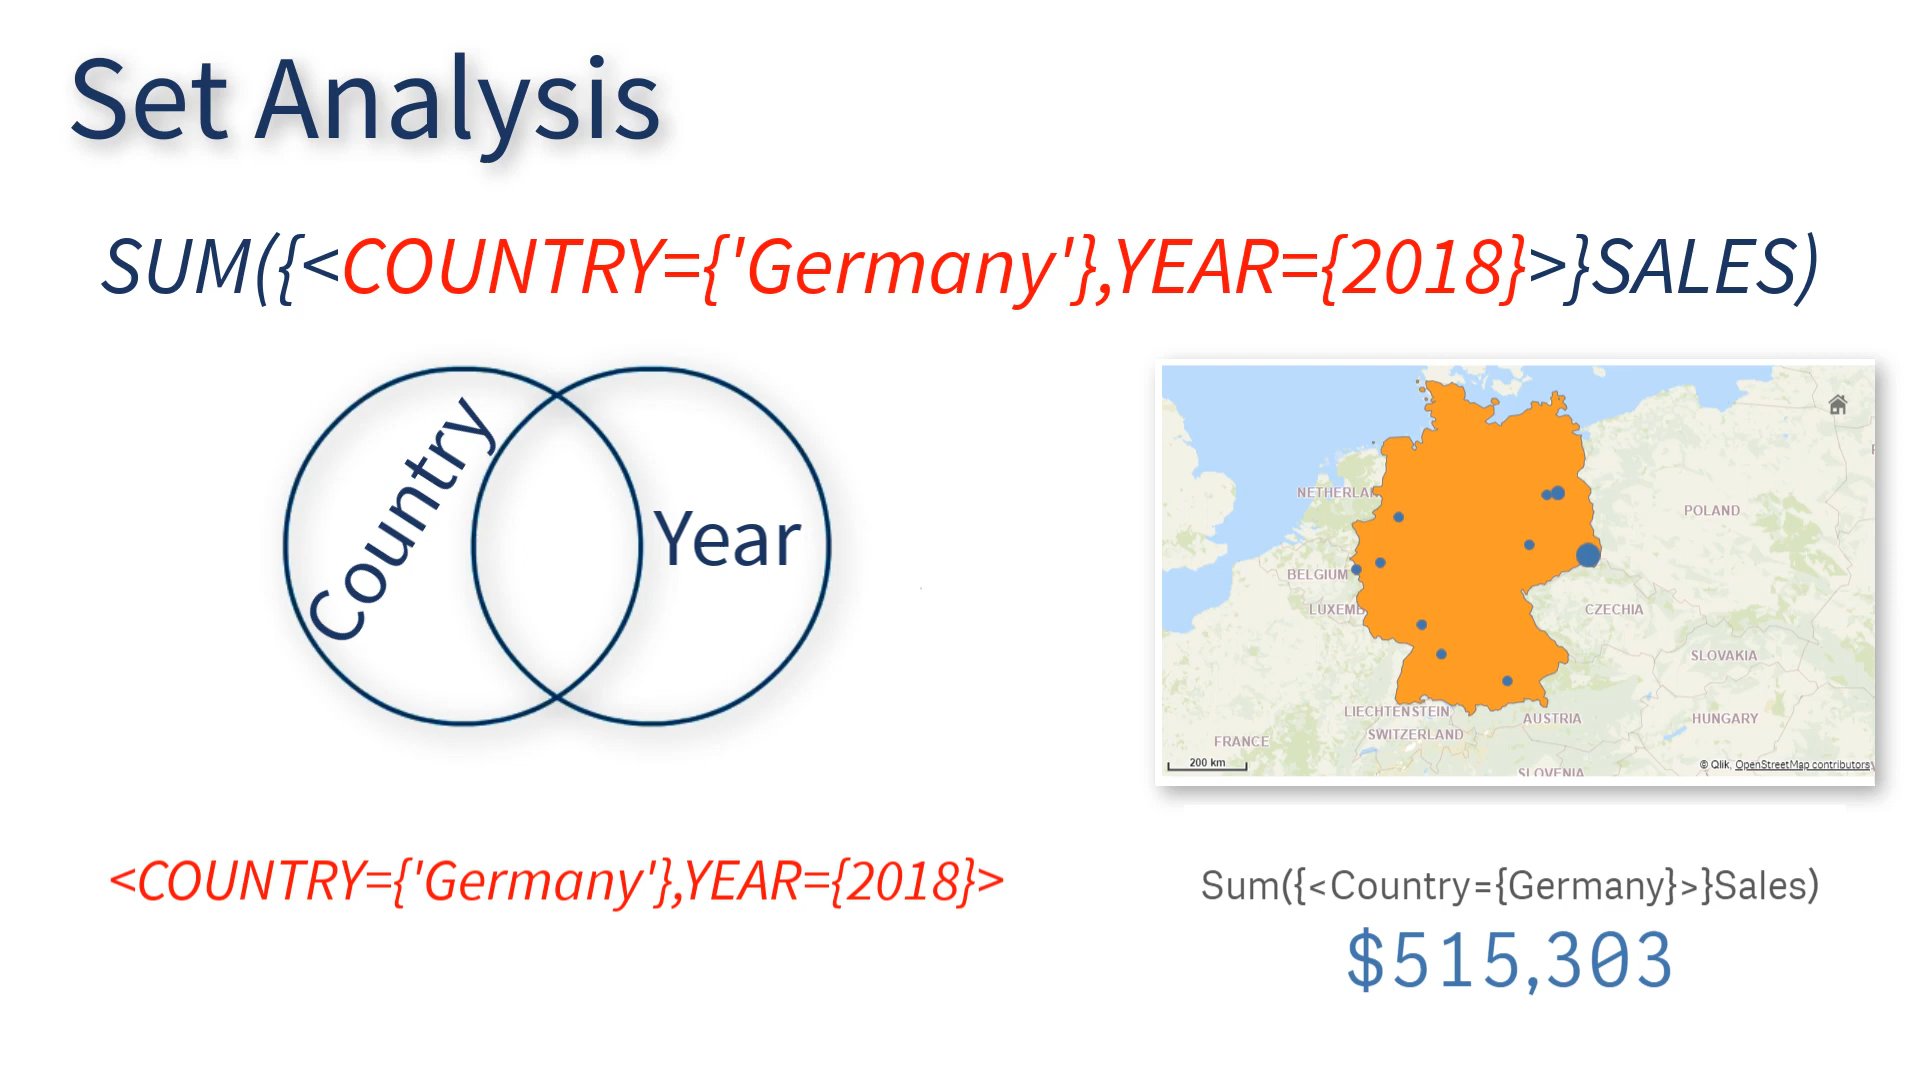 Set Analysis
SUM({<COUNTRY={'Germany'},YEAR={2018}>}SALES)
Country
Year
NETHERLA
POLAND
BELGIUM
LUXEMB
CZECHIA
SLOVAKIA
LIECHTENSTEIN
AUSTRIA
HUNGARY
SWITZERLAND
FRANCE
SLOVENIA
200 km
© Qlik, OpenStreetMap contributors
<COUNTRY={'Germany'},YEAR={2018}>
Sum({<Country={Germany}>}Sales)
$515,303